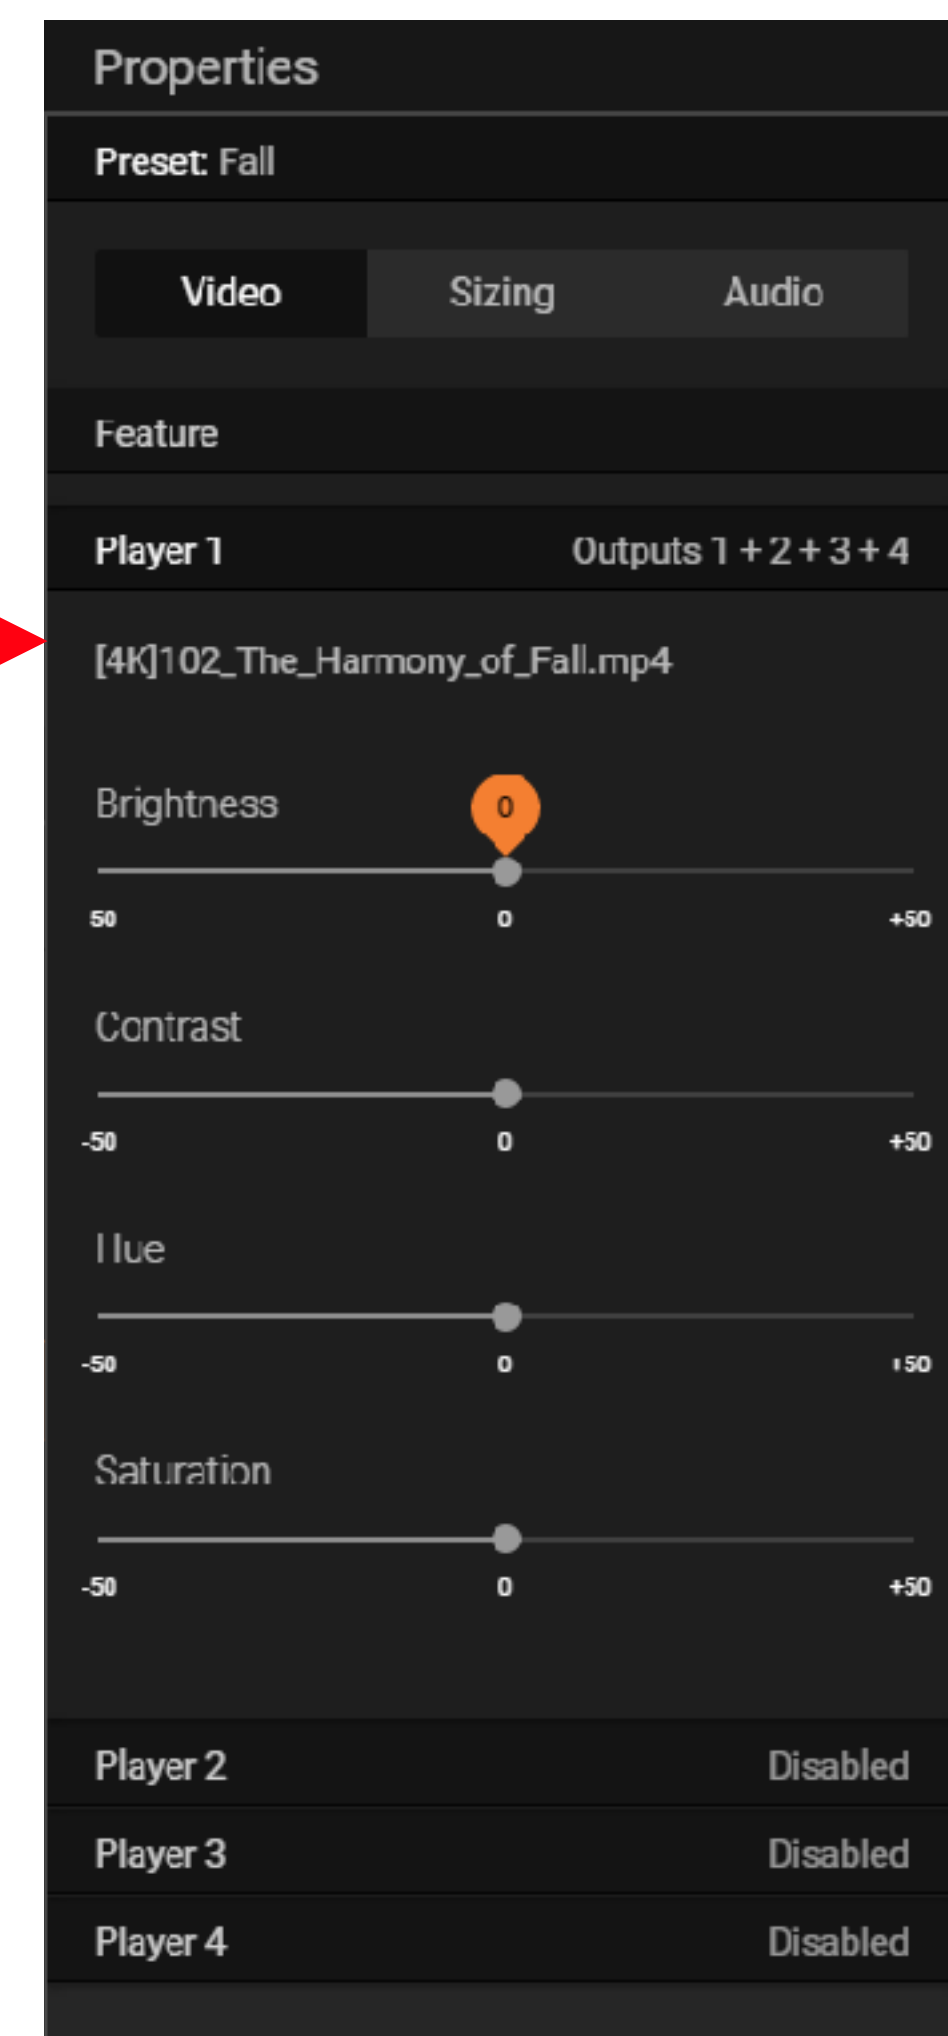 Properties
Preset: Fall
Video Sizing Audio
Feature
Player 1 Outputs 1 + 2 + 3 + 4
[4K]102_The_Harmony_of_Fall.mp4
Brightness 0
50 0 +50
Contrast
-50 0 +50
Hue
-50 0 +50
Saturation
-50 0 +50
Player 2 Disabled
Player 3 Disabled
Player 4 Disabled